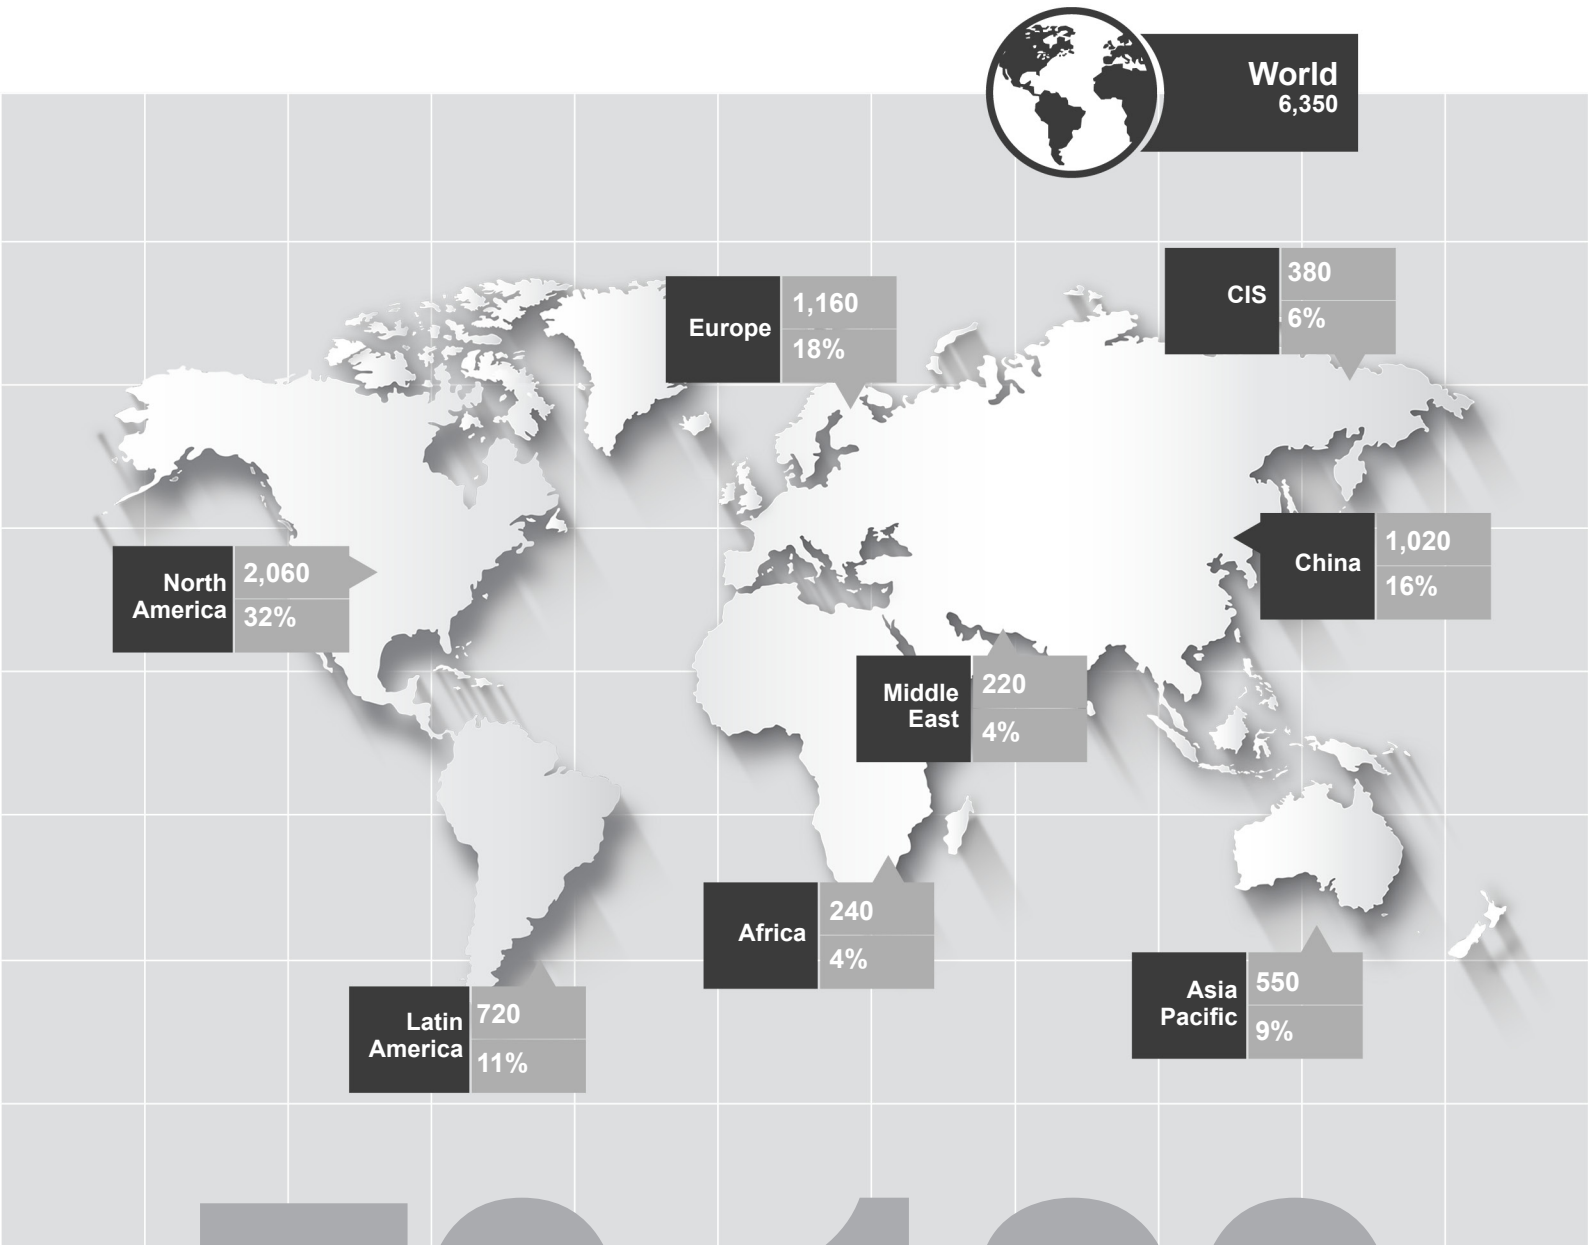 World
6,350
CIS
380
6%
Europe
1,160
18%
China
1,020
16%
North
America
2,060
32%
Middle
East
220
4%
Africa
240
4%
Asia
Pacific
550
9%
Latin
America
720
11%